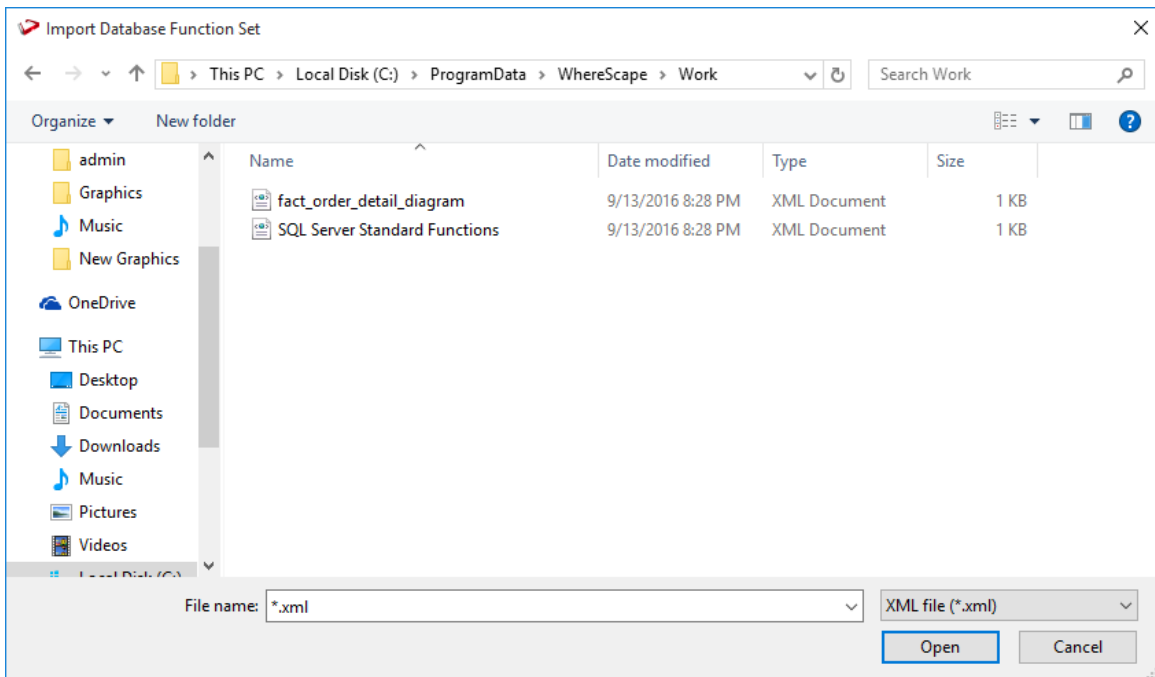 Import Database Function Set
This PC > Local Disk (C:) > ProgramData > WhereScape > Work
Search Work
Organize
New folder
Name
Date modified
Type
Size
admin
Graphics
Music
New Graphics
OneDrive
This PC
Desktop
Documents
Downloads
Music
Pictures
Videos
Local Disk (C:)
fact_order_detail_diagram 9/13/2016 8:28 PM XML Document 1 KB
SQL Server Standard Functions 9/13/2016 8:28 PM XML Document 1 KB
File name: *.xml
XML file (*.xml)
Open
Cancel